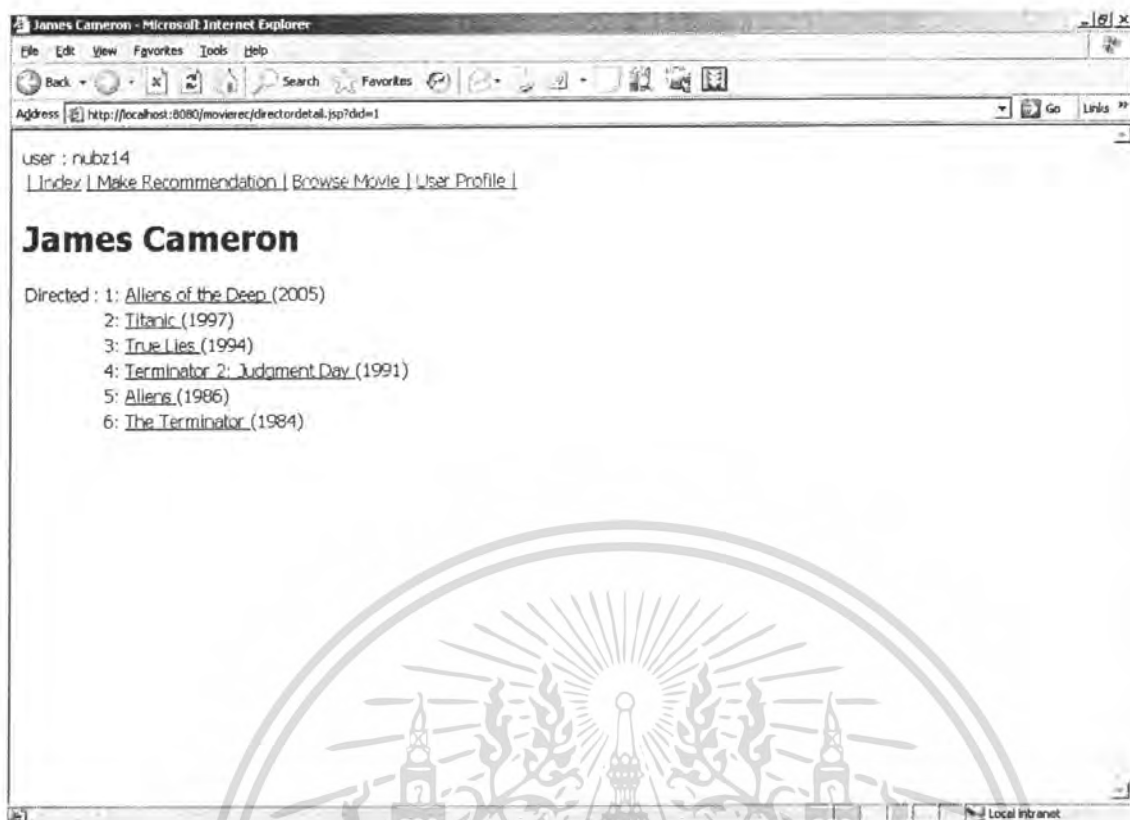 James Cameron - Microsoft Internet Explorer
File Edit View Favorites Tools Help
Back Search Favorites
Address http://localhost:8080/movierec/directordetail.jsp?did=1 Go Links »
user : nubz14
| Index | Make Recommendation | Browse Movie | User Profile |
James Cameron
Directed : 1: Aliens of the Deep (2005)
2: Titanic (1997)
3: True Lies (1994)
4: Terminator 2: Judgment Day (1991)
5: Aliens (1986)
6: The Terminator (1984)
Local intranet